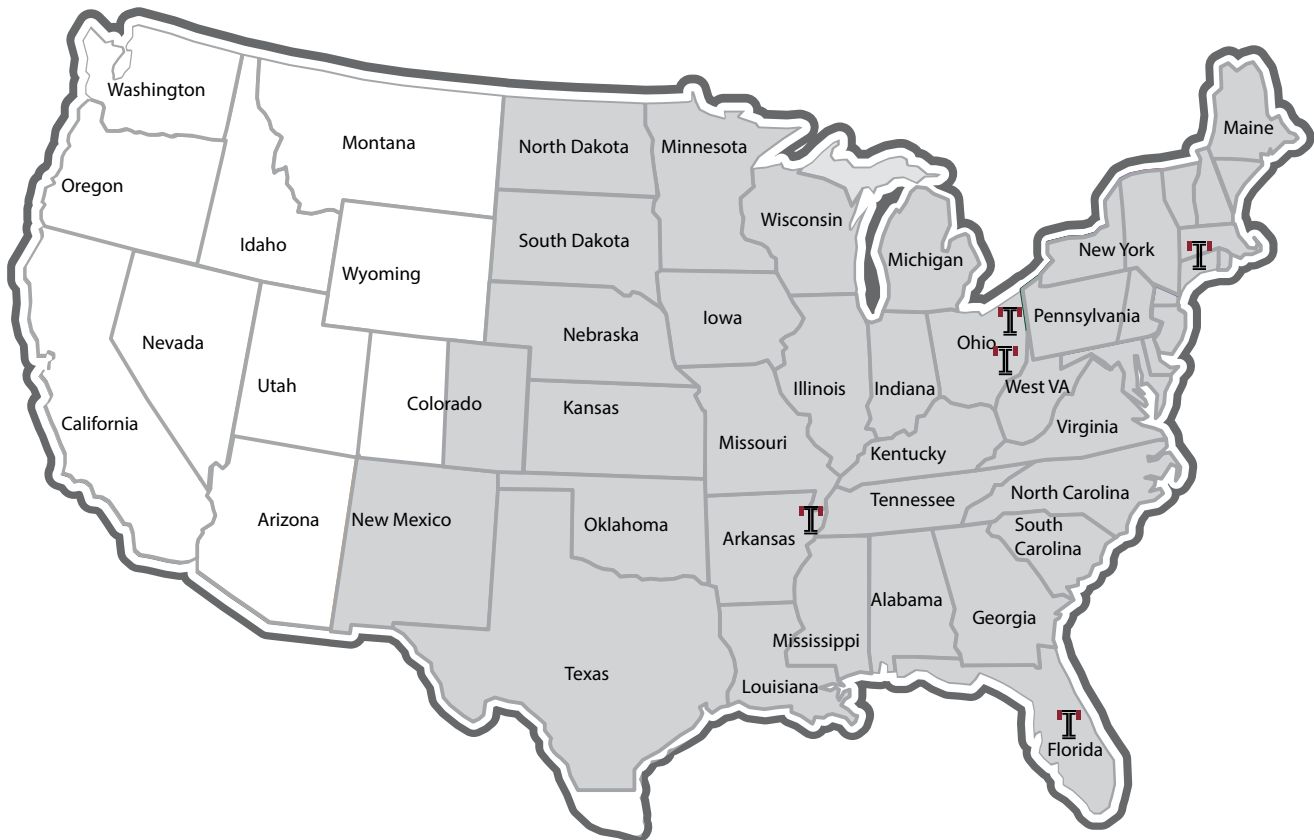 Washington
Montana
North Dakota
Minnesota
Maine
Oregon
Idaho
Wyoming
South Dakota
Wisconsin
Michigan
New York
Nevada
Utah
Colorado
Nebraska
Iowa
Ohio
Pennsylvania
California
Kansas
Illinois
Indiana
West VA
Missouri
Kentucky
Virginia
Arizona
New Mexico
Oklahoma
Arkansas
Tennessee
North Carolina
South
Carolina
Alabama
Georgia
Mississippi
Texas
Louisiana
Florida
T
T
T
T
T